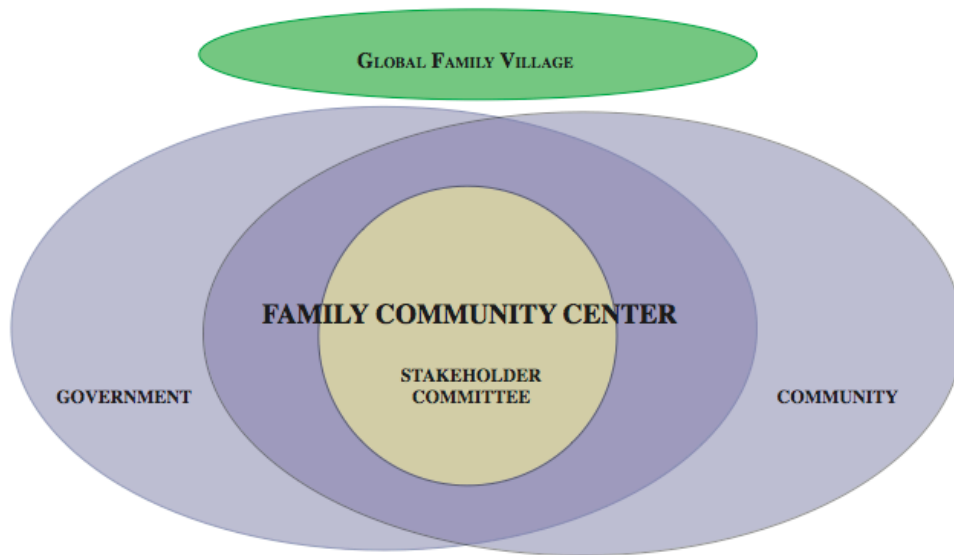 GLOBAL FAMILY VILLAGE
FAMILY COMMUNITY CENTER
STAKEHOLDER
COMMITTEE
GOVERNMENT
COMMUNITY